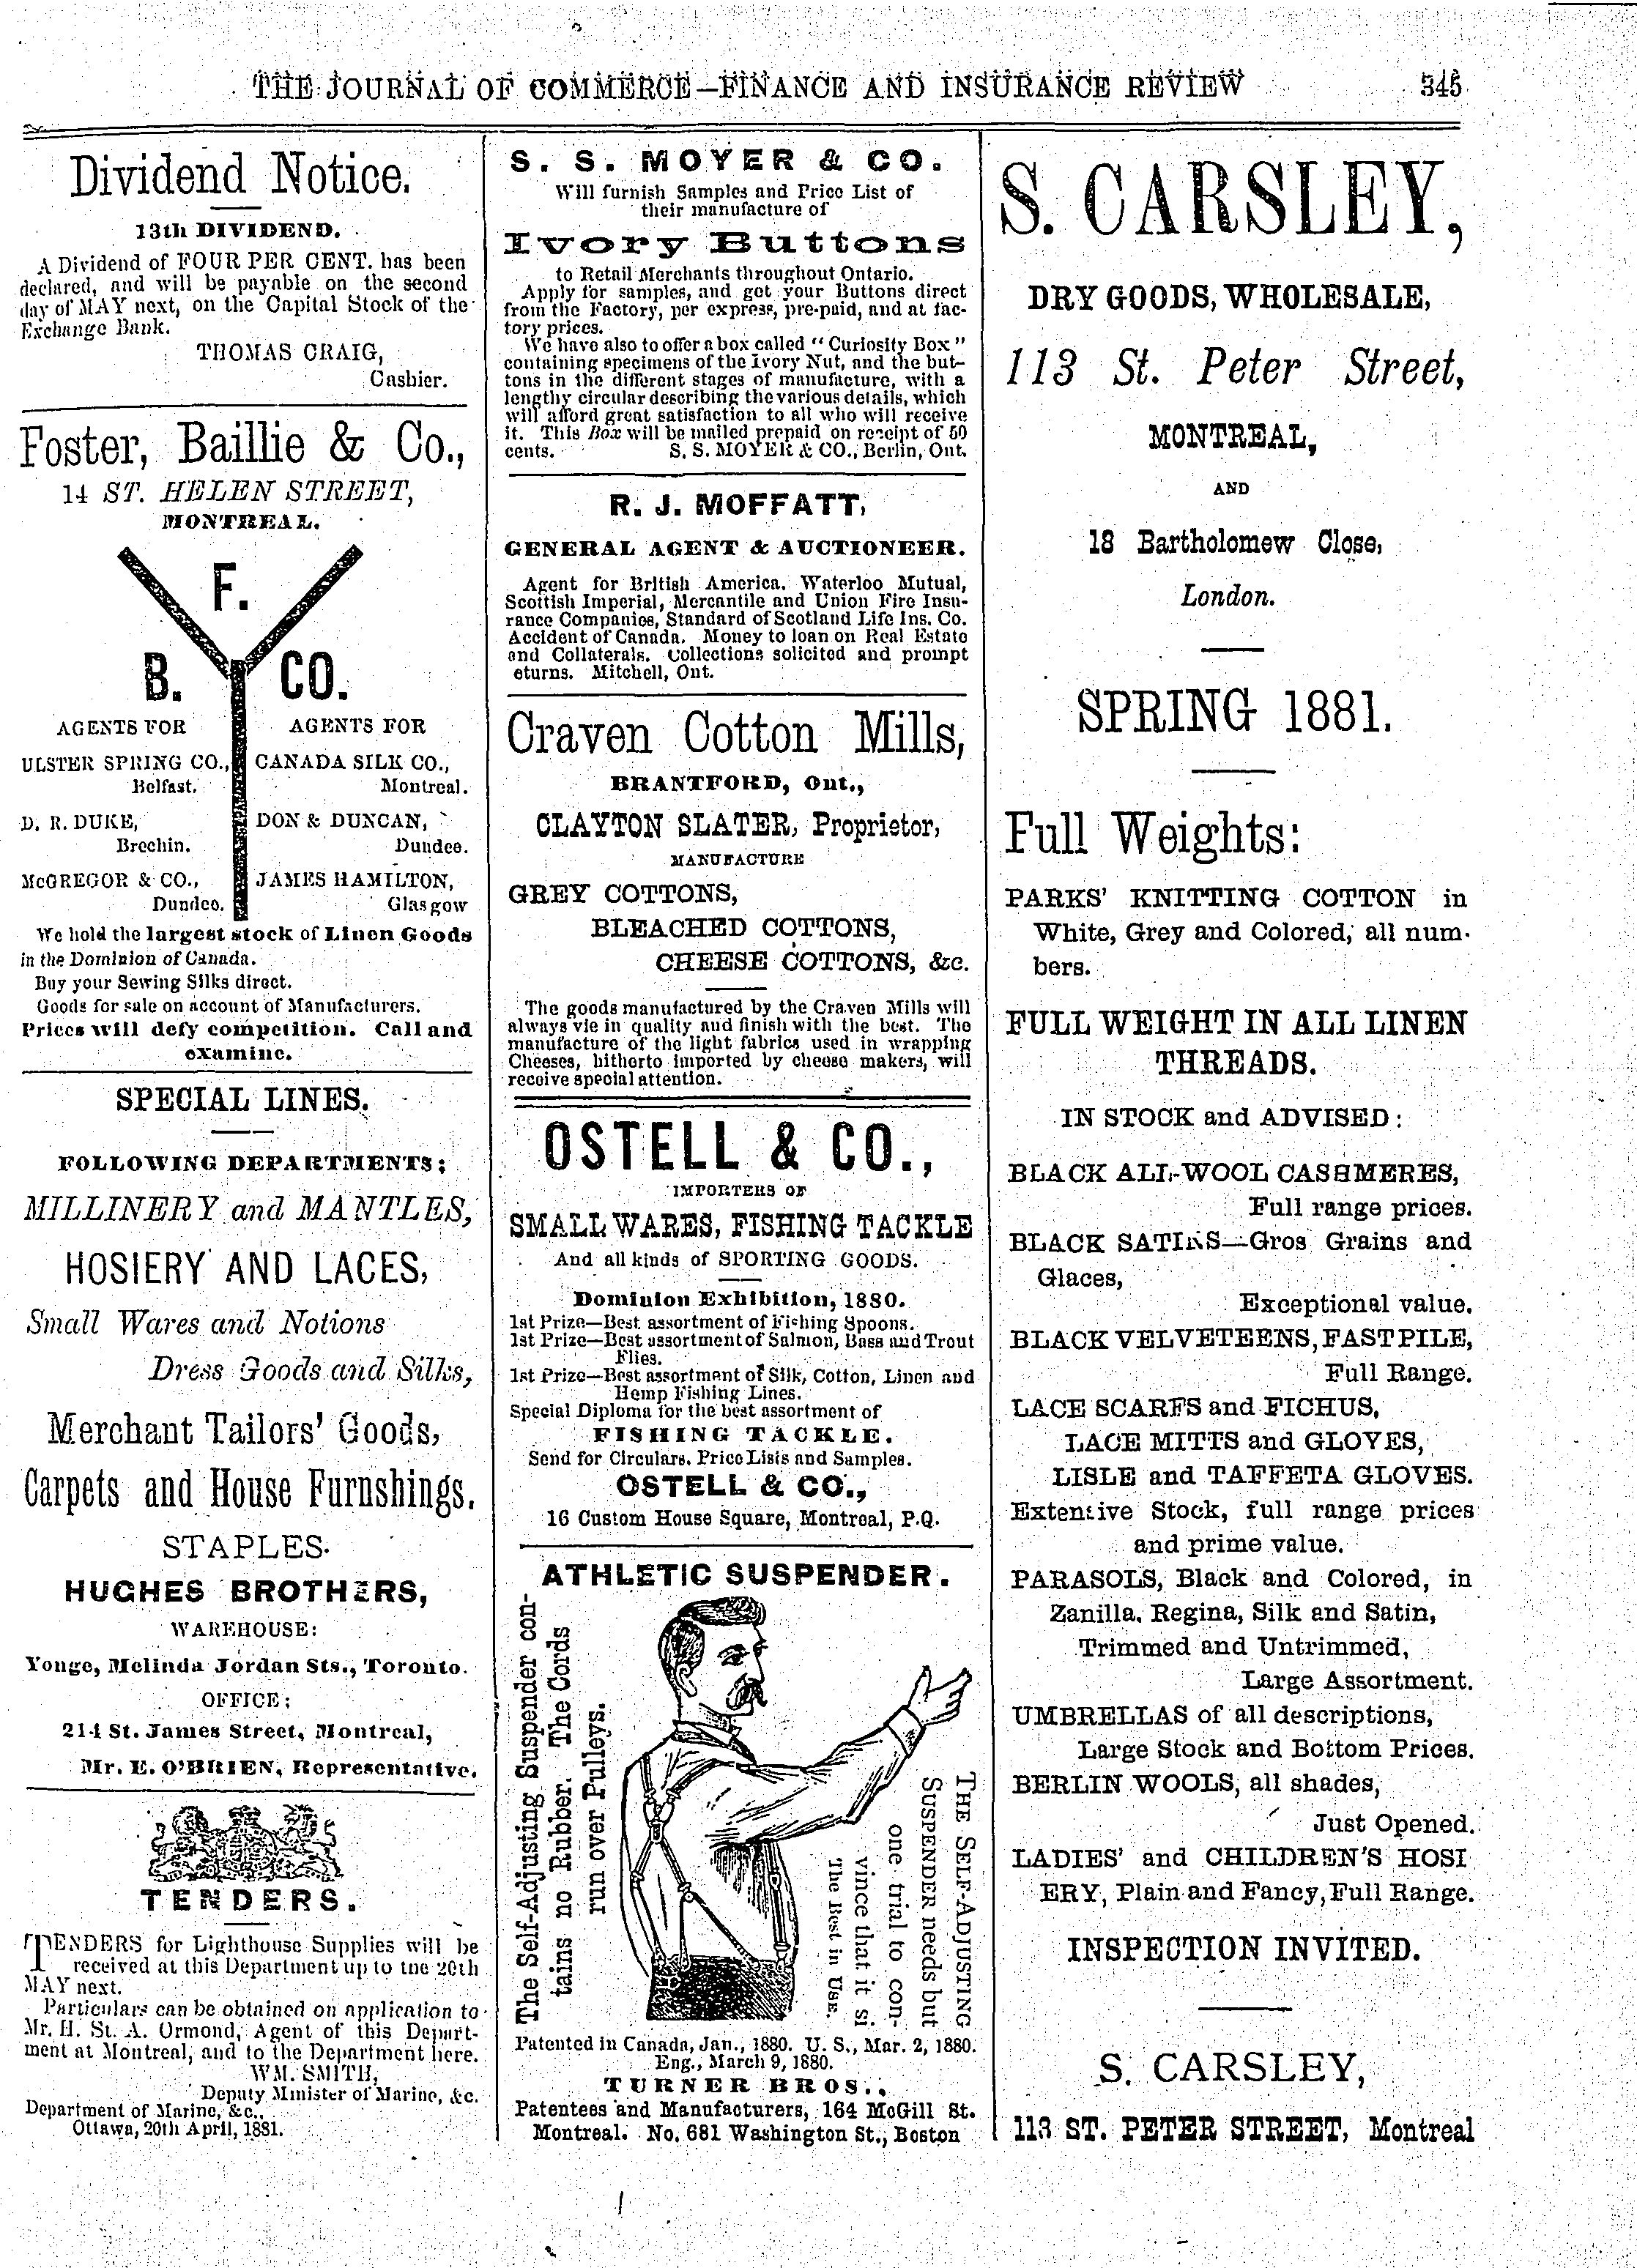 THE JOURNAL OF COMMERCE—FINANCE AND INSURANCE REVIEW 345
Dividend Notice.
13th DIVIDEND.
A Dividend of FOUR PER CENT. has been
declared, and will be payable on the second
day of MAY next, on the Capital Stock of the
Exchange Bank.
THOMAS CRAIG,
Cashier.
Foster, Baillie & Co.,
14 ST. HELEN STREET,
MONTREAL.
F.
B. CO.
AGENTS FOR
ULSTER SPRING CO.,
Belfast.
D. R. DUKE,
Brechin.
McGREGOR & CO.,
Dundee.
AGENTS FOR
CANADA SILK CO.,
Montreal.
DON & DUNCAN,
Dundee.
JAMES HAMILTON,
Glasgow
We hold the largest stock of Linen Goods
in the Dominion of Canada.
Buy your Sewing Silks direct.
Goods for sale on account of Manufacturers.
Prices will defy competition. Call and
examine.
SPECIAL LINES.
FOLLOWING DEPARTMENTS;
MILLINERY and MANTLES,
HOSIERY AND LACES,
Small Wares and Notions
Dress Goods and Silks,
Merchant Tailors' Goods,
Carpets and House Furnshings.
STAPLES.
HUGHES BROTHERS,
WAREHOUSE:
Yonge, Melinda Jordan Sts., Toronto.
OFFICE;
214 St. James Street, Montreal,
Mr. E. O'BRIEN, Representative.
TENDERS.
TENDERS for Lighthouse Supplies will be
received at this Department up to the 20th
MAY next.
Particulars can be obtained on application to
Mr. H. St. A. Ormond, Agent of this Depart-
ment at Montreal, and to the Department here.
WM. SMITH,
Deputy Minister of Marine, &c.
Department of Marine, &c.,
Ottawa, 20th April, 1881.
S. S. MOYER & CO.
Will furnish Samples and Price List of
their manufacture of
Ivory Buttons
to Retail Merchants throughout Ontario.
Apply for samples, and get your Buttons direct
from the Factory, per express, pre-paid, and at fac-
tory prices.
We have also to offer a box called "Curiosity Box"
containing specimens of the Ivory Nut, and the but-
tons in the different stages of manufacture, with a
lengthy circular describing the various details, which
will afford great satisfaction to all who will receive
it. This Box will be mailed prepaid on receipt of 50
cents. S. S. MOYER & CO., Berlin, Ont.
R. J. MOFFATT,
GENERAL AGENT & AUCTIONEER.
Agent for British America. Waterloo Mutual,
Scottish Imperial, Mercantile and Union Fire Insu-
rance Companies, Standard of Scotland Life Ins. Co.
Accident of Canada. Money to loan on Real Estate
and Collaterals. Collections solicited and prompt
eturns. Mitchell, Ont.
Craven Cotton Mills,
BRANTFORD, Ont.,
CLAYTON SLATER, Proprietor,
MANUFACTURE
GREY COTTONS,
BLEACHED COTTONS,
CHEESE COTTONS, &c.
The goods manufactured by the Craven Mills will
always vie in quality and finish with the best. The
manufacture of the light fabrics used in wrapping
Cheeses, hitherto imported by cheese makers, will
receive special attention.
OSTELL & CO.,
IMPORTERS OF
SMALL WARES, FISHING TACKLE
And all kinds of SPORTING GOODS.
Dominion Exhibition, 1880.
1st Prize—Best assortment of Fishing Spoons.
1st Prize—Best assortment of Salmon, Bass and Trout
Flies.
1st Prize—Best assortment of Silk, Cotton, Linen and
Hemp Fishing Lines.
Special Diploma for the best assortment of
FISHING TACKLE.
Send for Circulars, Price Lists and Samples.
OSTELL & CO.,
16 Custom House Square, Montreal, P.Q.
ATHLETIC SUSPENDER.
The Self-Adjusting Suspender con-
tains no Rubber. The Cords
run over Pulleys.
THE SELF-ADJUSTING
SUSPENDER needs but
one trial to con-
vince that it si
The Best in USE.
Patented in Canada, Jan., 1880. U. S., Mar. 2, 1880.
Eng., March 9, 1880.
TURNER BROS.,
Patentees and Manufacturers, 164 McGill St.
Montreal. No. 681 Washington St., Boston
S. CARSLEY,
DRY GOODS, WHOLESALE,
113 St. Peter Street,
MONTREAL,
AND
18 Bartholomew Close,
London.
SPRING 1881.
Full Weights:
PARKS' KNITTING COTTON in
White, Grey and Colored, all num-
bers.
FULL WEIGHT IN ALL LINEN
THREADS.
IN STOCK and ADVISED:
BLACK ALL-WOOL CASHMERES,
Full range prices.
BLACK SATINS—Gros Grains and
Glaces,
Exceptional value.
BLACK VELVETEENS, FAST PILE,
Full Range.
LACE SCARFS and FICHUS,
LACE MITTS and GLOVES,
LISLE and TAFFETA GLOVES.
Extensive Stock, full range prices
and prime value.
PARASOLS, Black and Colored, in
Zanilla, Regina, Silk and Satin,
Trimmed and Untrimmed,
Large Assortment.
UMBRELLAS of all descriptions,
Large Stock and Bottom Prices.
BERLIN WOOLS, all shades,
Just Opened.
LADIES' and CHILDREN'S HOSI
ERY, Plain and Fancy, Full Range.
INSPECTION INVITED.
S. CARSLEY,
113 ST. PETER STREET, Montreal